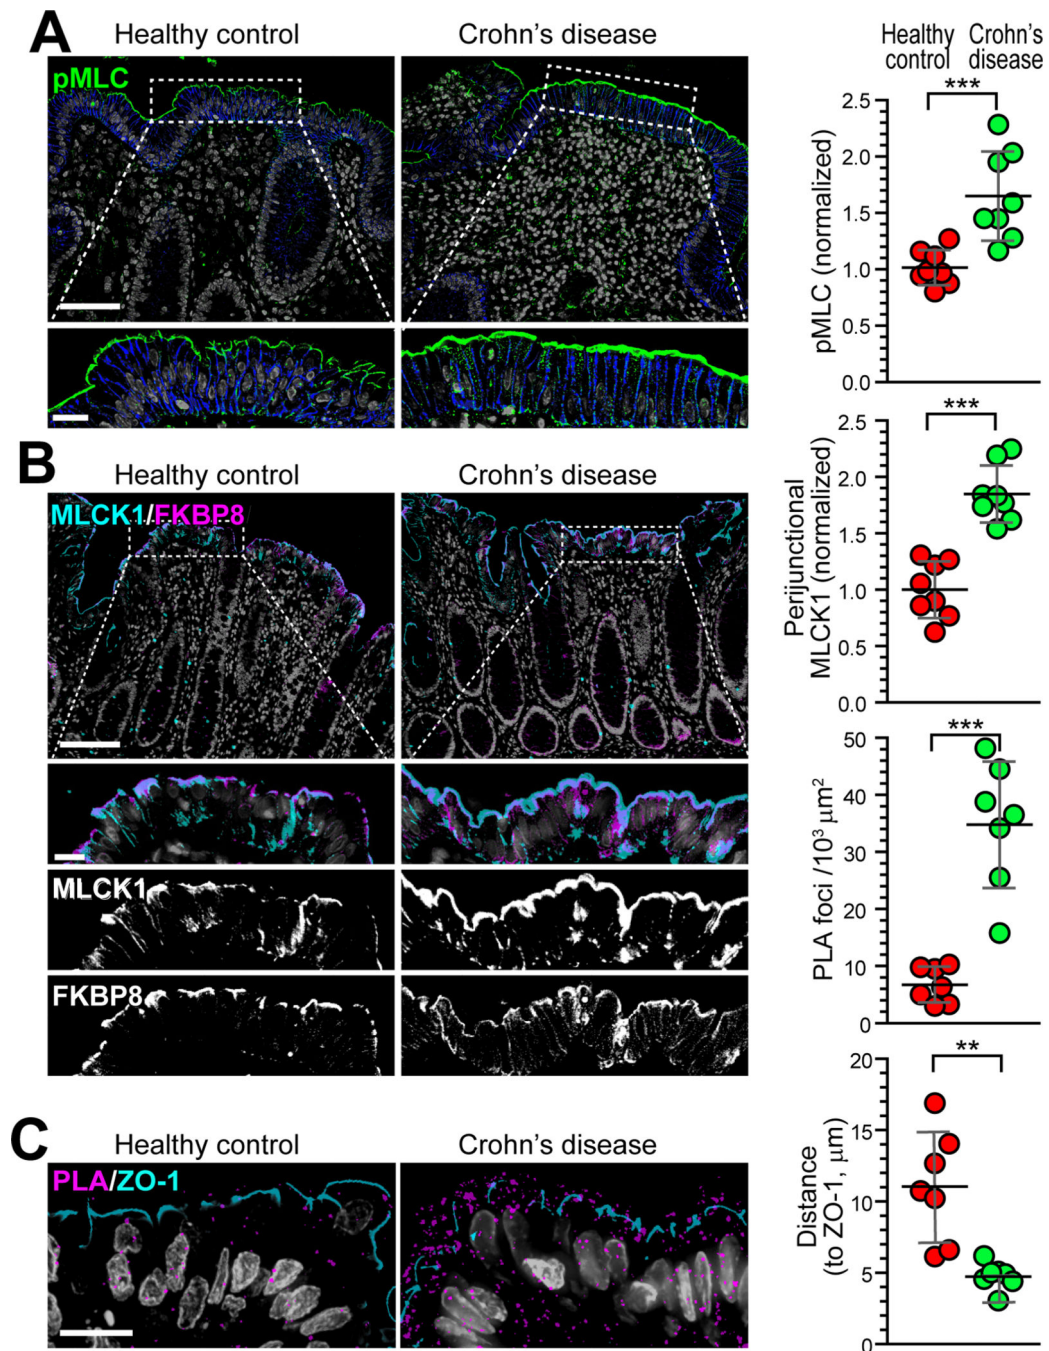 A
Healthy control
Crohn's disease
pMLC
Healthy
control
Crohn's
disease
***
pMLC (normalized)
2.5
2.0
1.5
1.0
0.5
0.0
B
Healthy control
Crohn's disease
MLCK1/FKBP8
MLCK1
FKBP8
***
Perijunctional
MLCK1 (normalized)
2.5
2.0
1.5
1.0
0.5
0.0
***
PLA foci /10³ μm²
50
40
30
20
10
0
C
Healthy control
Crohn's disease
PLA/ZO-1
**
Distance
(to ZO-1, μm)
20
15
10
5
0